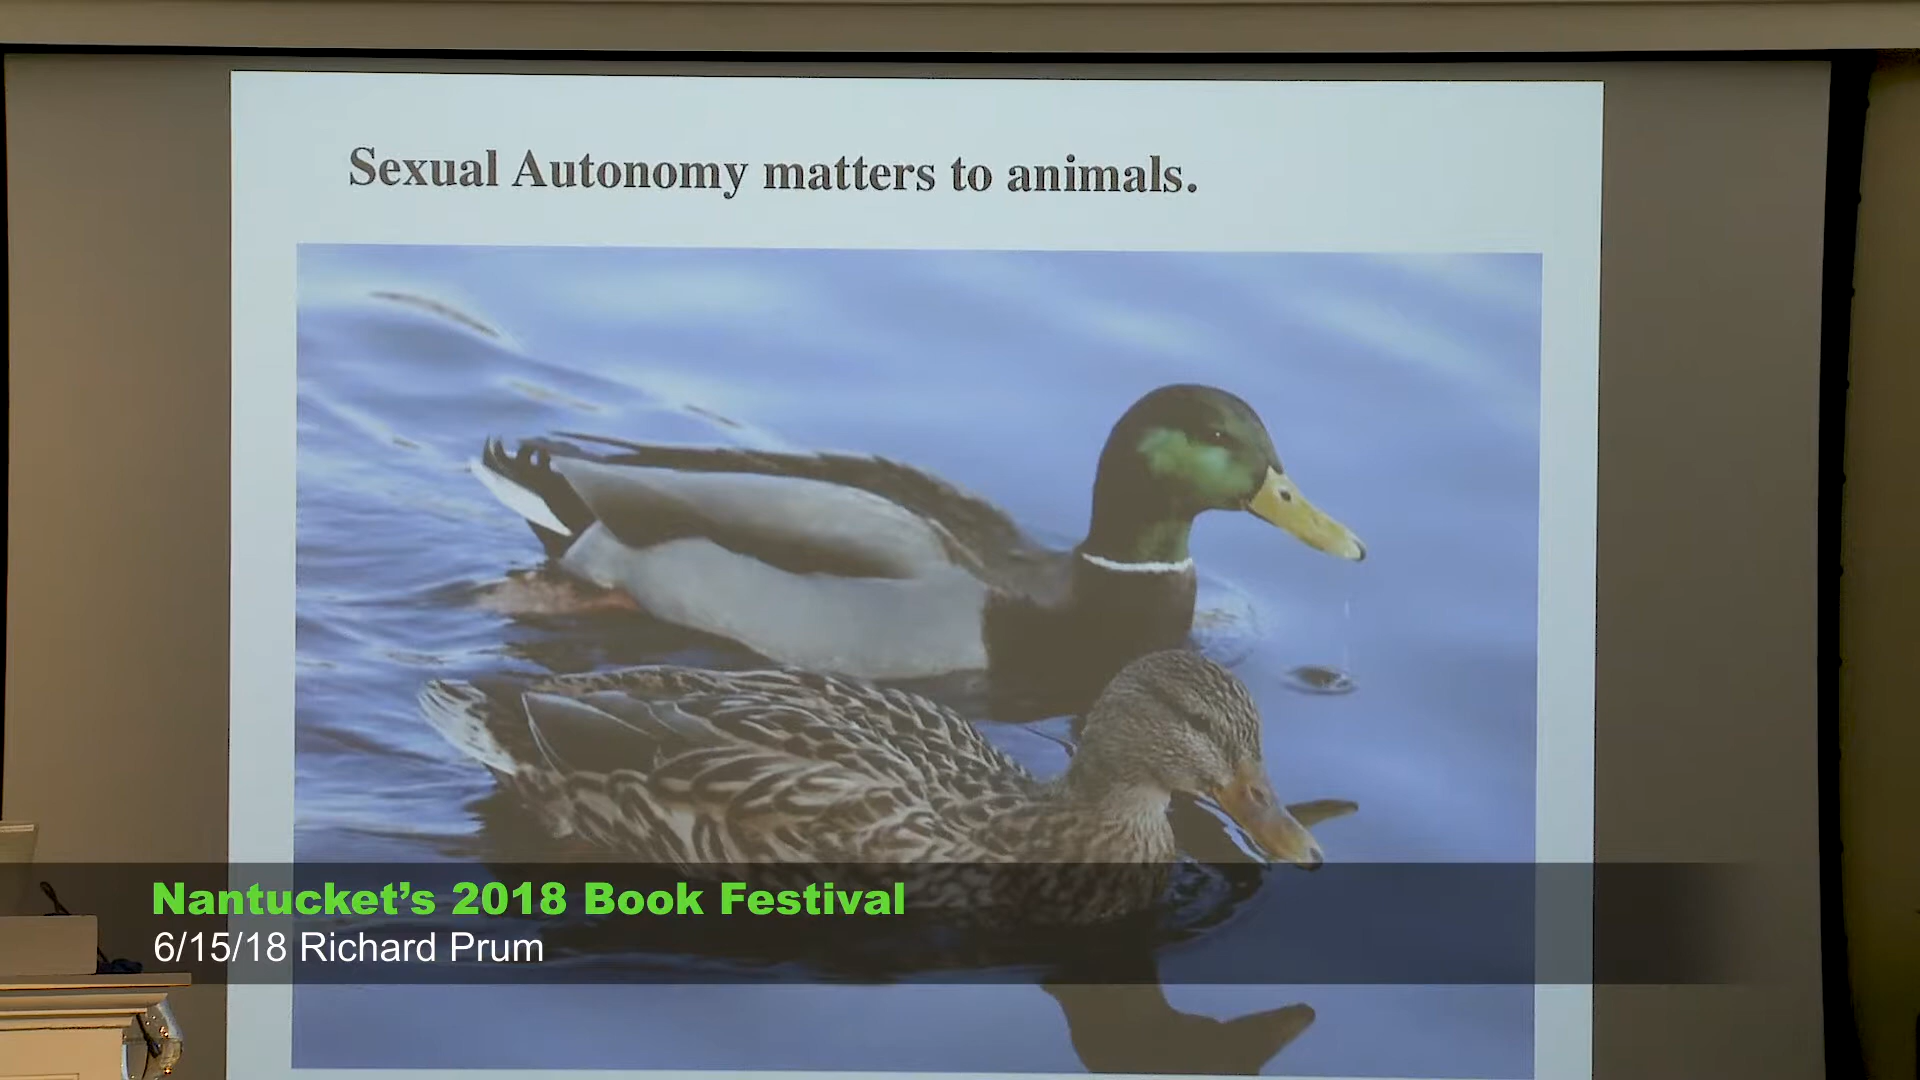 Sexual Autonomy matters to animals.
Nantucket’s 2018 Book Festival
6/15/18 Richard Prum